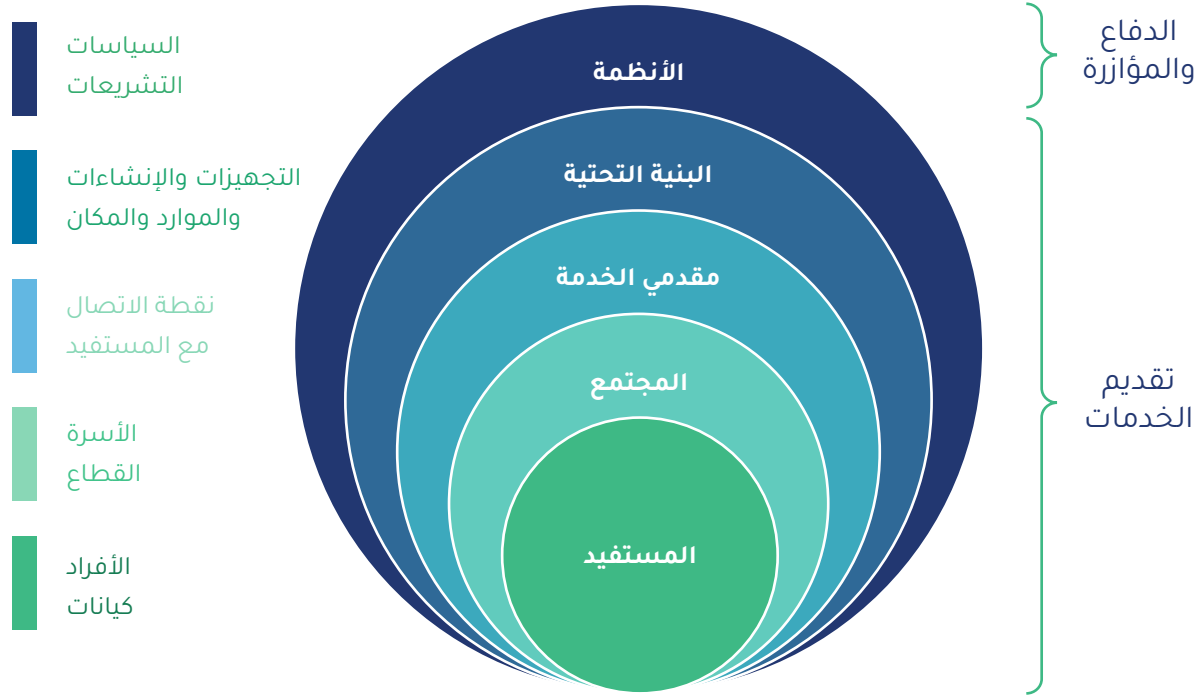 الدفاع
والمؤازرة
تقديم
الخدمات
الأنظمة
البنية التحتية
مقدمي الخدمة
المجتمع
المستفيد
السياسات
التشريعات
التجهيزات والإنشاءات
والموارد والمكان
نقطة الاتصال
مع المستفيد
الأسرة
القطاع
الأفراد
كيانات